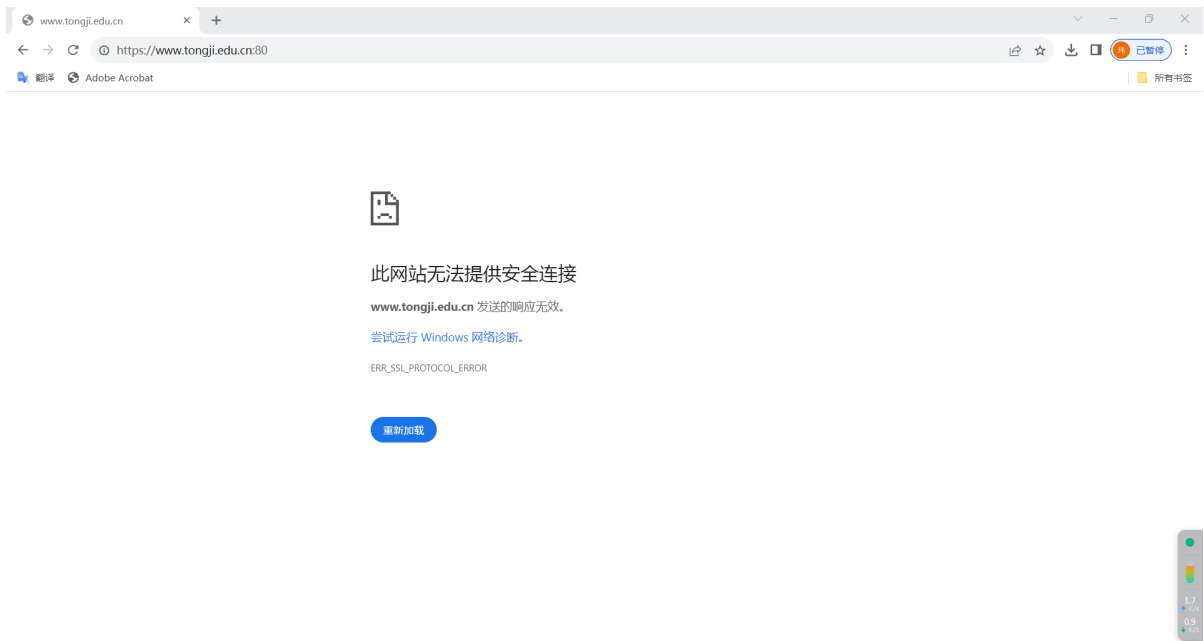 www.tongji.edu.cn
https://www.tongji.edu.cn:80
玮 已暂停
翻译 Adobe Acrobat
所有书签
此网站无法提供安全连接
www.tongji.edu.cn 发送的响应无效。
尝试运行 Windows 网络诊断。
ERR_SSL_PROTOCOL_ERROR
重新加载
1.7
K/s
0.9
K/s